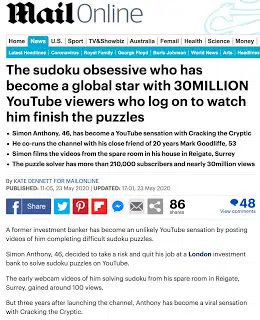 Mail Online
Home News U.S. Sport TV&Showbiz Australia Femail Health Science Money
Latest Headlines Coronavirus Royal Family George Floyd Boris Johnson World News Arts Headlines
The sudoku obsessive who has
become a global star with 30MILLION
YouTube viewers who log on to watch
him finish the puzzles
• Simon Anthony, 46, has become a YouTube sensation with Cracking the Cryptic
• He co-runs the channel with his close friend of 20 years Mark Goodliffe, 53
• Simon films the videos from the spare room in his house in Reigate, Surrey
• The puzzle solver has more than 210,000 subscribers and nearly 30million views
By KATE DENNETT FOR MAILONLINE
PUBLISHED: 11:05, 23 May 2020 | UPDATED: 17:01, 23 May 2020
Share
86
shares
48
View comments
A former investment banker has become an unlikely YouTube sensation by posting
videos of him completing difficult sudoku puzzles.
Simon Anthony, 46, decided to take a risk and quit his job at a London investment
bank to solve sudoku puzzles on YouTube.
The early webcam videos of him solving sudoku from his spare room in Reigate,
Surrey, gained around 100 views.
But three years after launching the channel, Anthony has become a viral sensation
with Cracking the Cryptic.